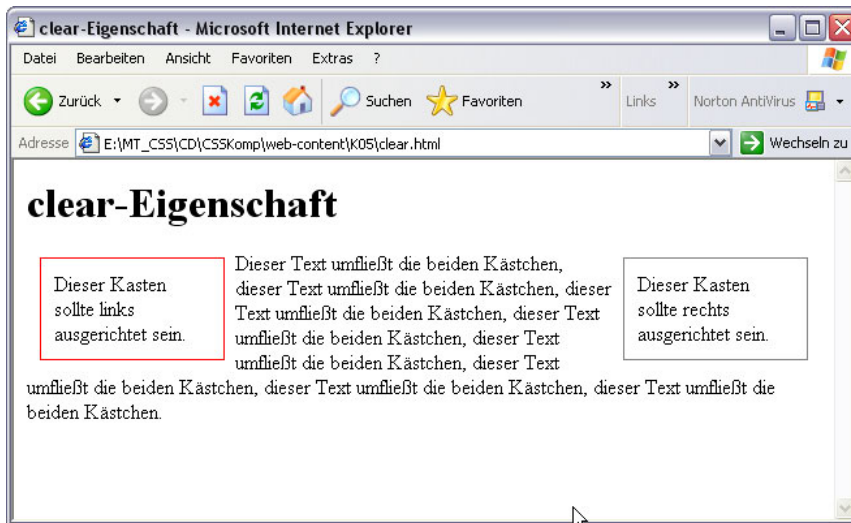 clear-Eigenschaft - Microsoft Internet Explorer
Datei Bearbeiten Ansicht Favoriten Extras ?
Zurück Suchen Favoriten » Links » Norton AntiVirus
Adresse E:\MT_CSS\CD\CSSKomp\web-content\K05\clear.html Wechseln zu
clear-Eigenschaft
Dieser Kasten
sollte links
ausgerichtet sein.
Dieser Text umfließt die beiden Kästchen,
dieser Text umfließt die beiden Kästchen, dieser
Text umfließt die beiden Kästchen, dieser Text
umfließt die beiden Kästchen, dieser Text
umfließt die beiden Kästchen, dieser Text
umfließt die beiden Kästchen, dieser Text umfließt die beiden Kästchen, dieser Text umfließt die
beiden Kästchen.
Dieser Kasten
sollte rechts
ausgerichtet sein.